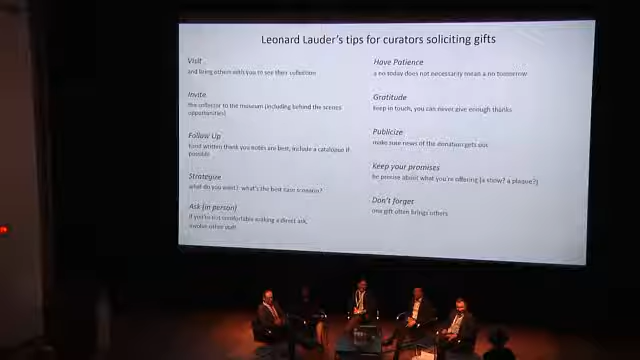 Leonard Lauder's tips for curators soliciting gifts
Visit
and bring others with you to see their collection
Invite
the collector to the museum (including behind the scenes
opportunities)
Follow Up
hand written thank you notes are best, include a catalogue if
possible
Strategize
what do you want? what's the best case scenario?
Ask (in person)
if you're not comfortable making a direct ask,
involve other staff
Have Patience
a no today does not necessarily mean a no tomorrow
Gratitude
keep in touch, you can never give enough thanks
Publicize
make sure news of the donation gets out
Keep your promises
be precise about what you're offering (a show? a plaque?)
Don't forget
one gift often brings others